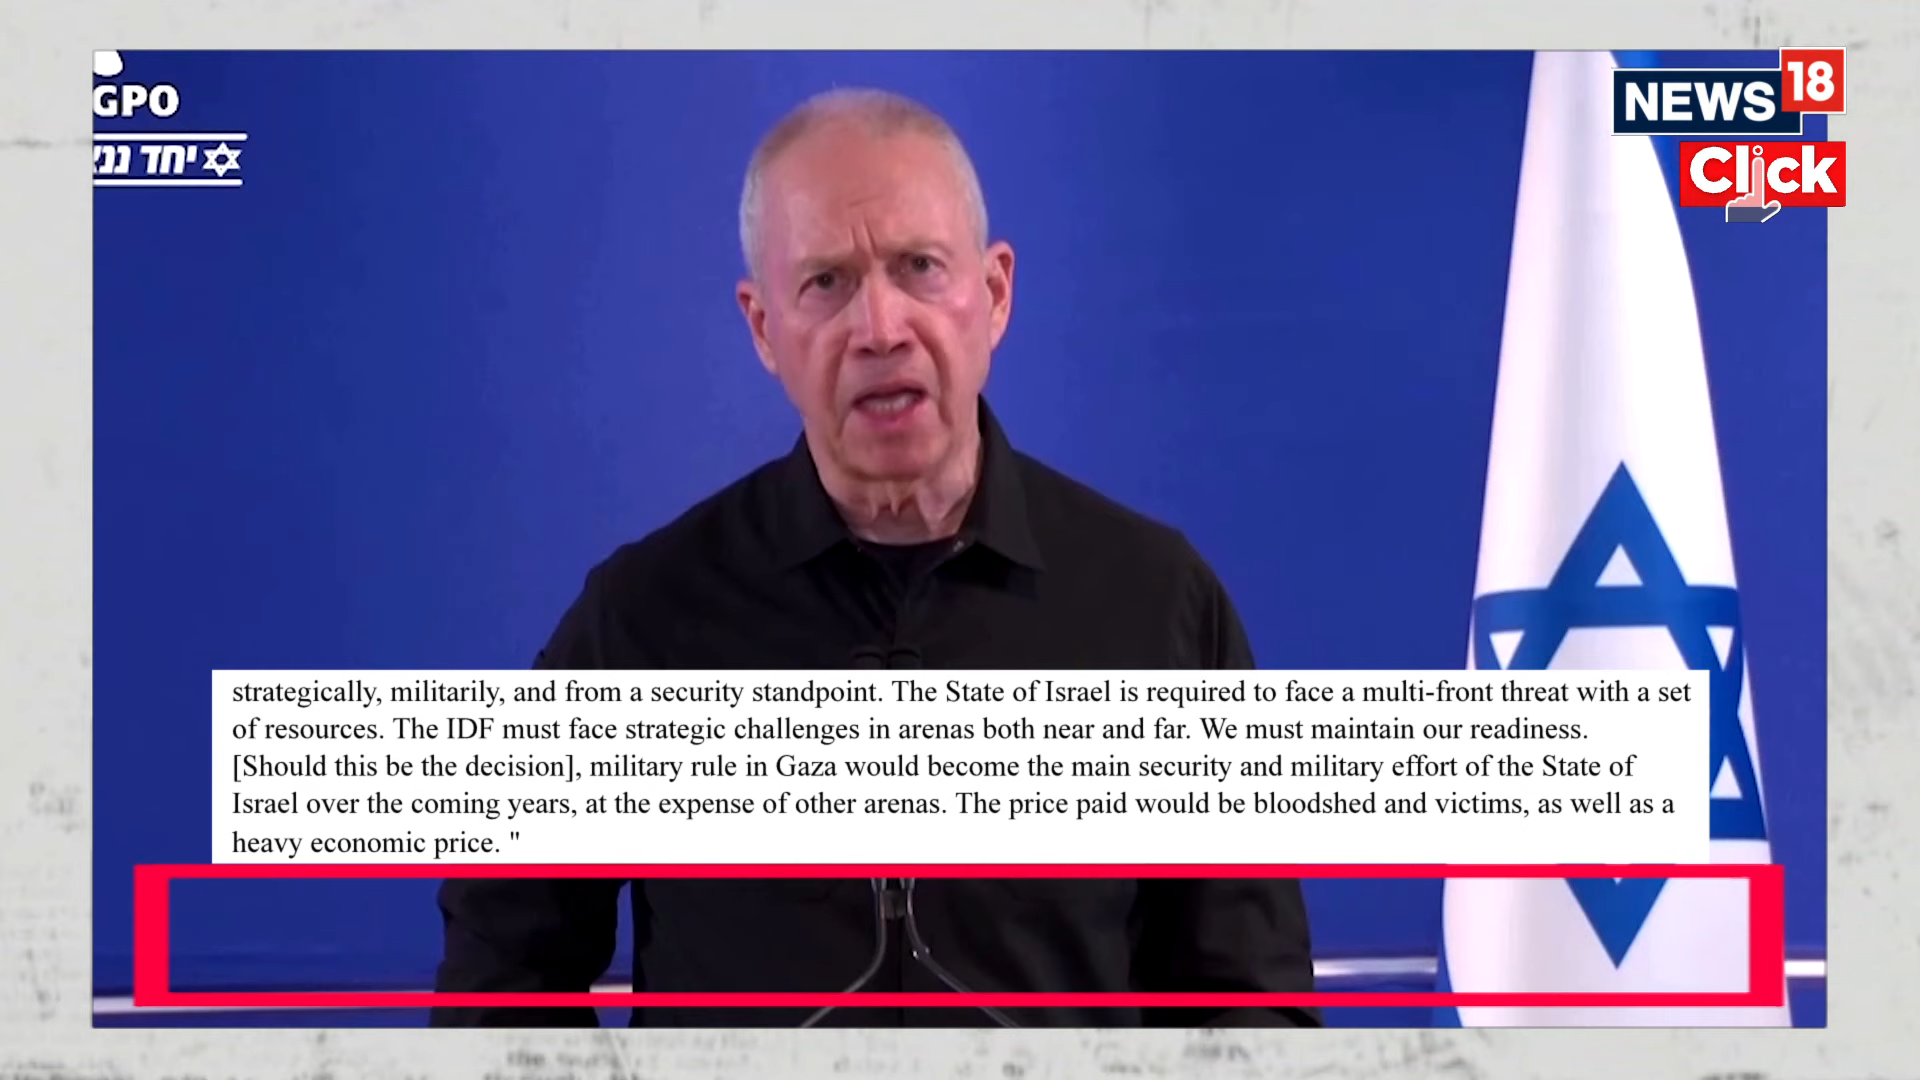 GPO
יחד ננצ
NEWS 18
Click
strategically, militarily, and from a security standpoint. The State of Israel is required to face a multi-front threat with a set
of resources. The IDF must face strategic challenges in arenas both near and far. We must maintain our readiness.
[Should this be the decision], military rule in Gaza would become the main security and military effort of the State of
Israel over the coming years, at the expense of other arenas. The price paid would be bloodshed and victims, as well as a
heavy economic price. "